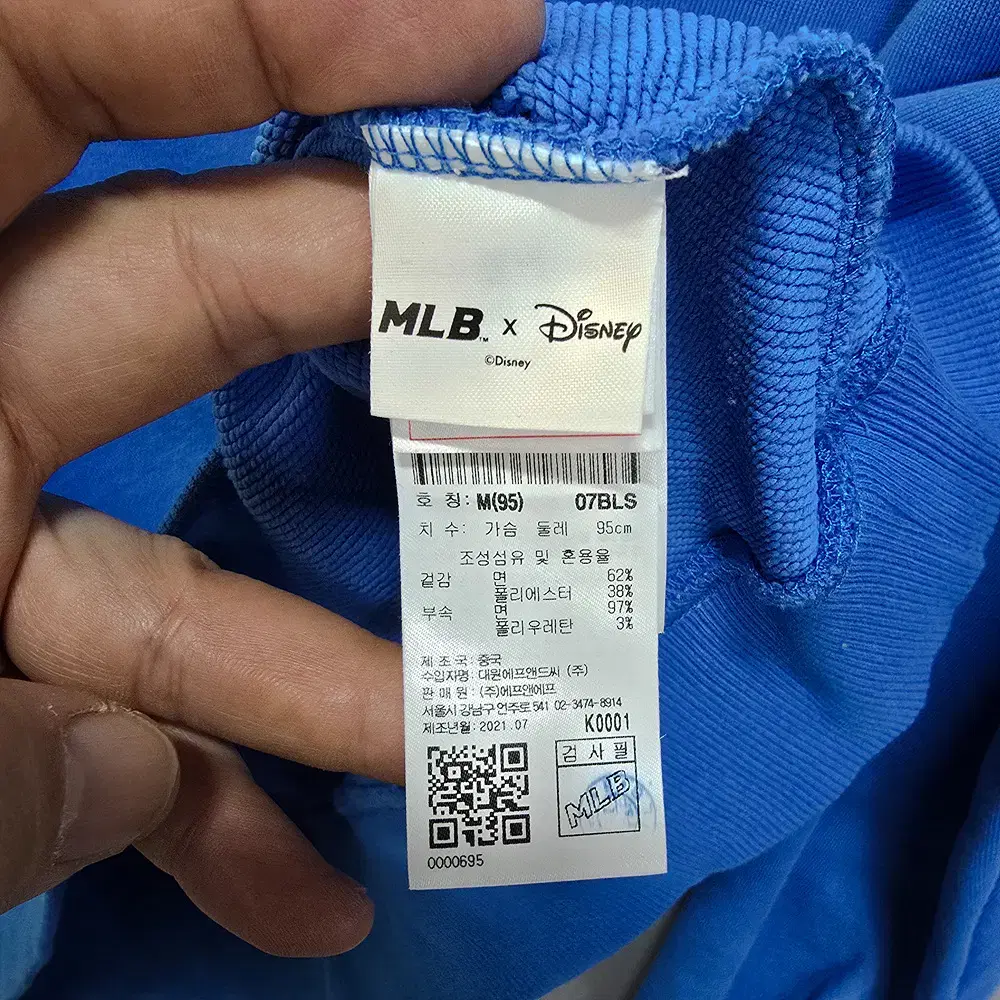 MLB™ x Disney
©Disney
호 칭: M(95) 07BLS
치 수: 가슴 둘레 95cm
조성섬유 및 혼용율
겉감 면 62%
폴리에스터 38%
부속 면 97%
폴리우레탄 3%
제 조 국 : 중국
수입자명 : 대원에프앤드씨 (주)
판 매 원 : (주)에프앤에프
서울시 강남구 언주로 541 02-3474-8914
제조년월 : 2021.07 K0001
검 사 필
MLB
0000695